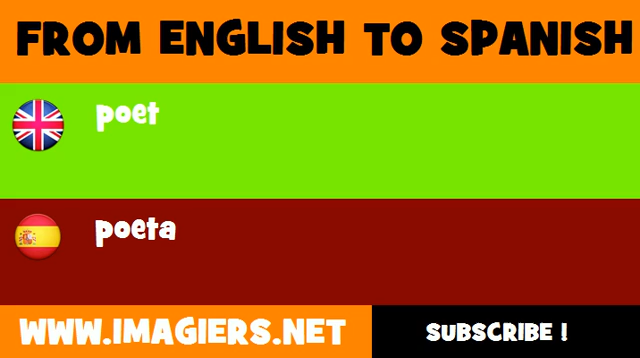 FROM ENGLISH TO SPANISH
poet
poeta
WWW.IMAGIERS.NET
SUBSCRIBE !